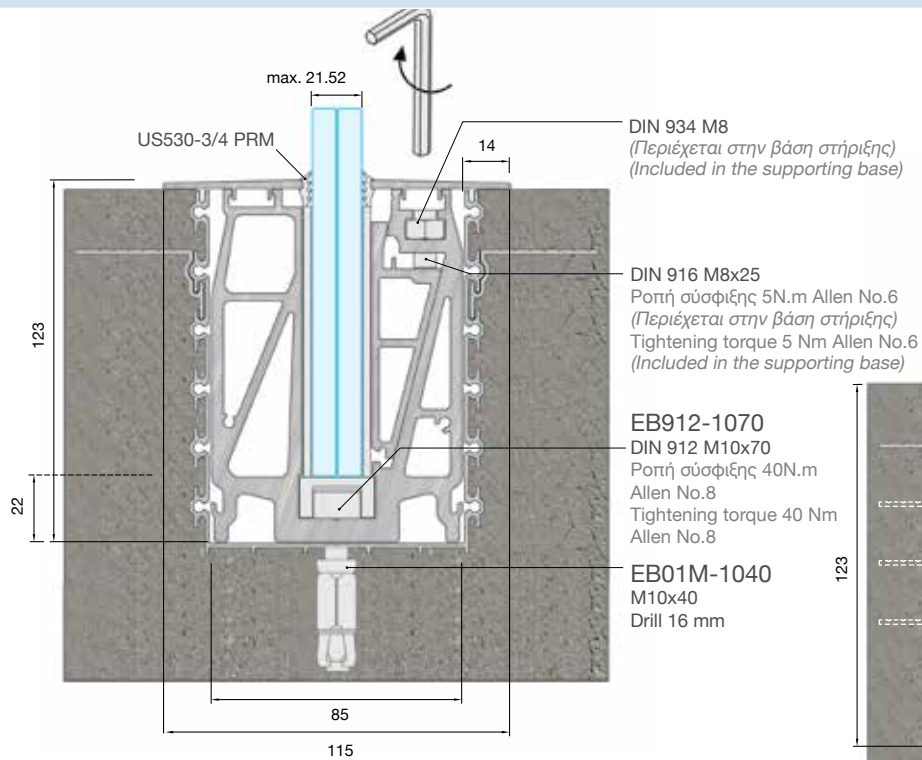 max. 21.52
US530-3/4 PRM
14
DIN 934 M8
(Περιέχεται στην βάση στήριξης)
(Included in the supporting base)
DIN 916 M8x25
Ροπή σύσφιξης 5N.m Allen No.6
(Περιέχεται στην βάση στήριξης)
Tightening torque 5 Nm Allen No.6
(Included in the supporting base)
123
EB912-1070
DIN 912 M10x70
Ροπή σύσφιξης 40N.m
Allen No.8
Tightening torque 40 Nm
Allen No.8
22
EB01M-1040
M10x40
Drill 16 mm
123
85
115